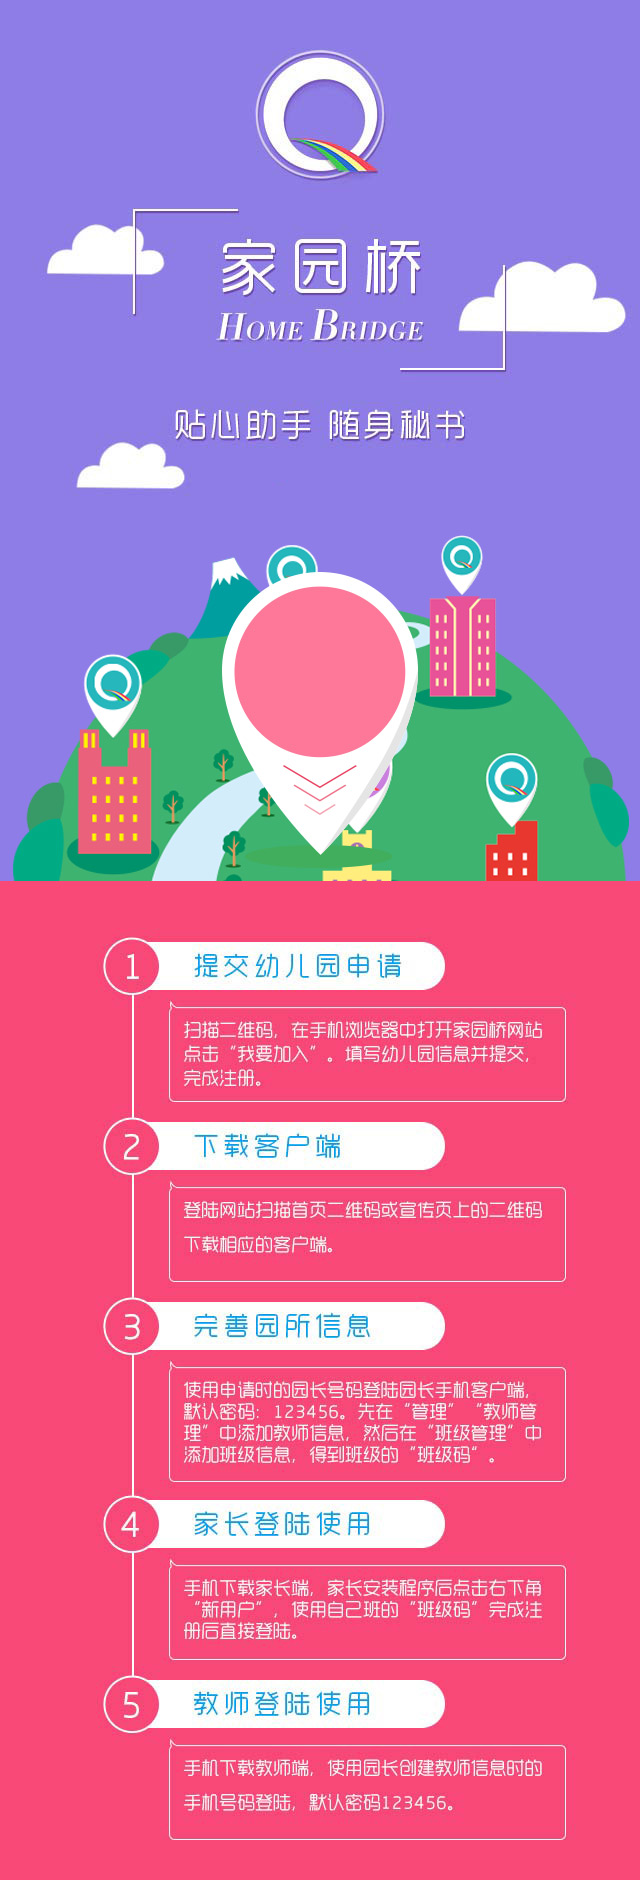 家园桥
HOME BRIDGE
贴心助手 随身秘书
1 提交幼儿园申请
扫描二维码，在手机浏览器中打开家园桥网站
点击“我要加入”。填写幼儿园信息并提交，
完成注册。
2 下载客户端
登陆网站扫描首页二维码或宣传页上的二维码
下载相应的客户端。
3 完善园所信息
使用申请时的园长号码登陆园长手机客户端，
默认密码：123456。先在“管理”“教师管
理”中添加教师信息，然后在“班级管理”中
添加班级信息，得到班级的“班级码”。
4 家长登陆使用
手机下载家长端，家长安装程序后点击右下角
“新用户”，使用自己班的“班级码”完成注
册后直接登陆。
5 教师登陆使用
手机下载教师端，使用园长创建教师信息时的
手机号码登陆，默认密码123456。